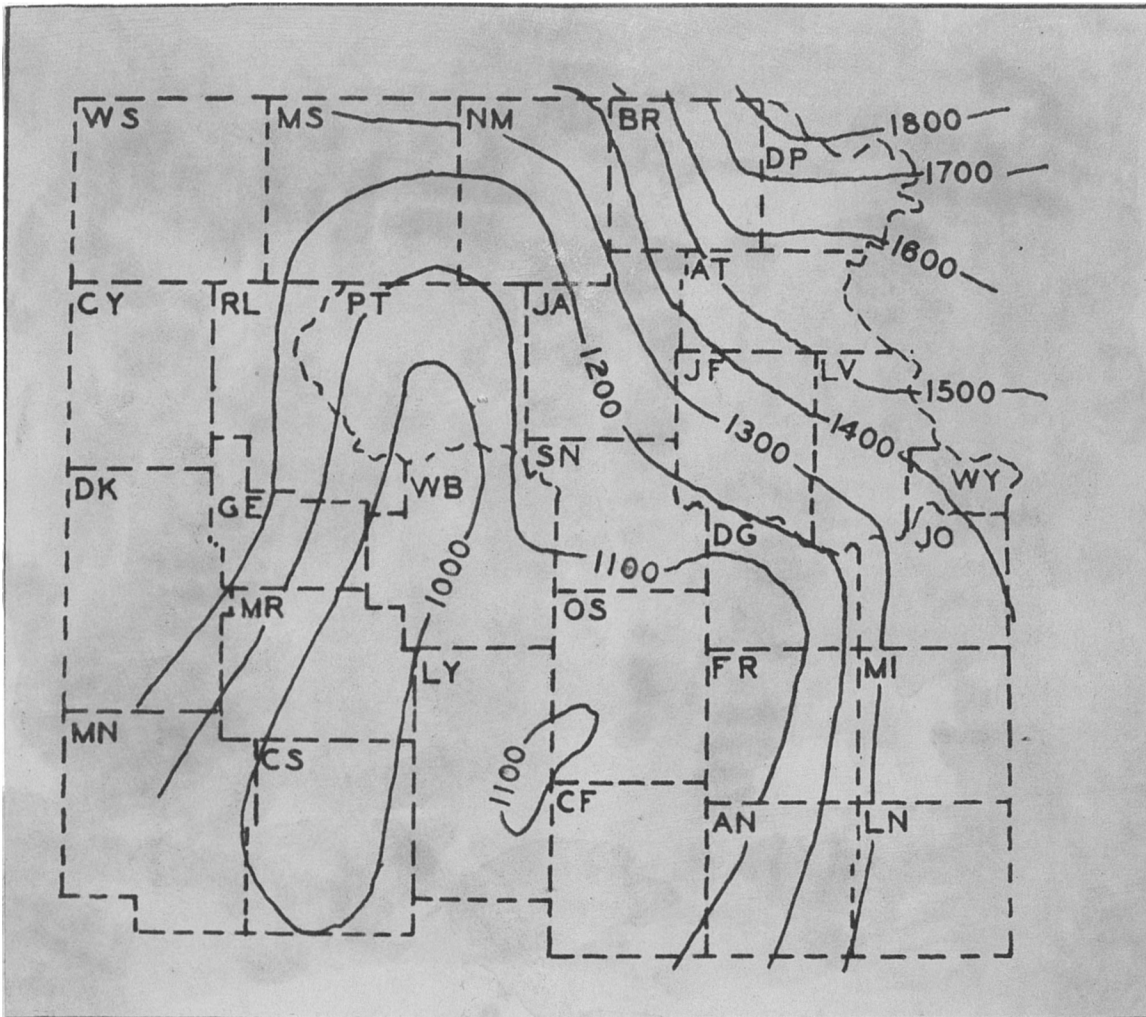 WS MS NM BR 1800
DP 1700
1600
CY RL PT JA AT
1200 JF LV 1500
1300 1400
DK GE WB SN WY
1000 DG JO
MR 1100 OS
LY FR MI
MN CS
1100 CF AN LN